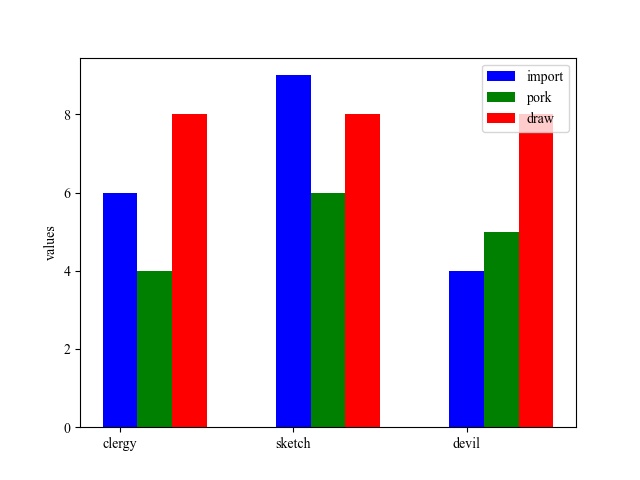 import
pork
draw
values
8
6
4
2
0
clergy sketch devil